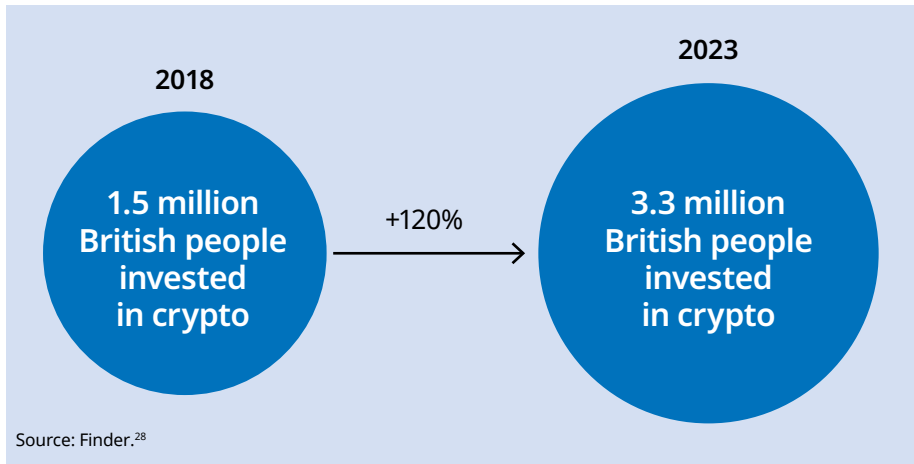 2018
1.5 million
British people
invested
in crypto
+120%
2023
3.3 million
British people
invested
in crypto
Source: Finder.²⁸